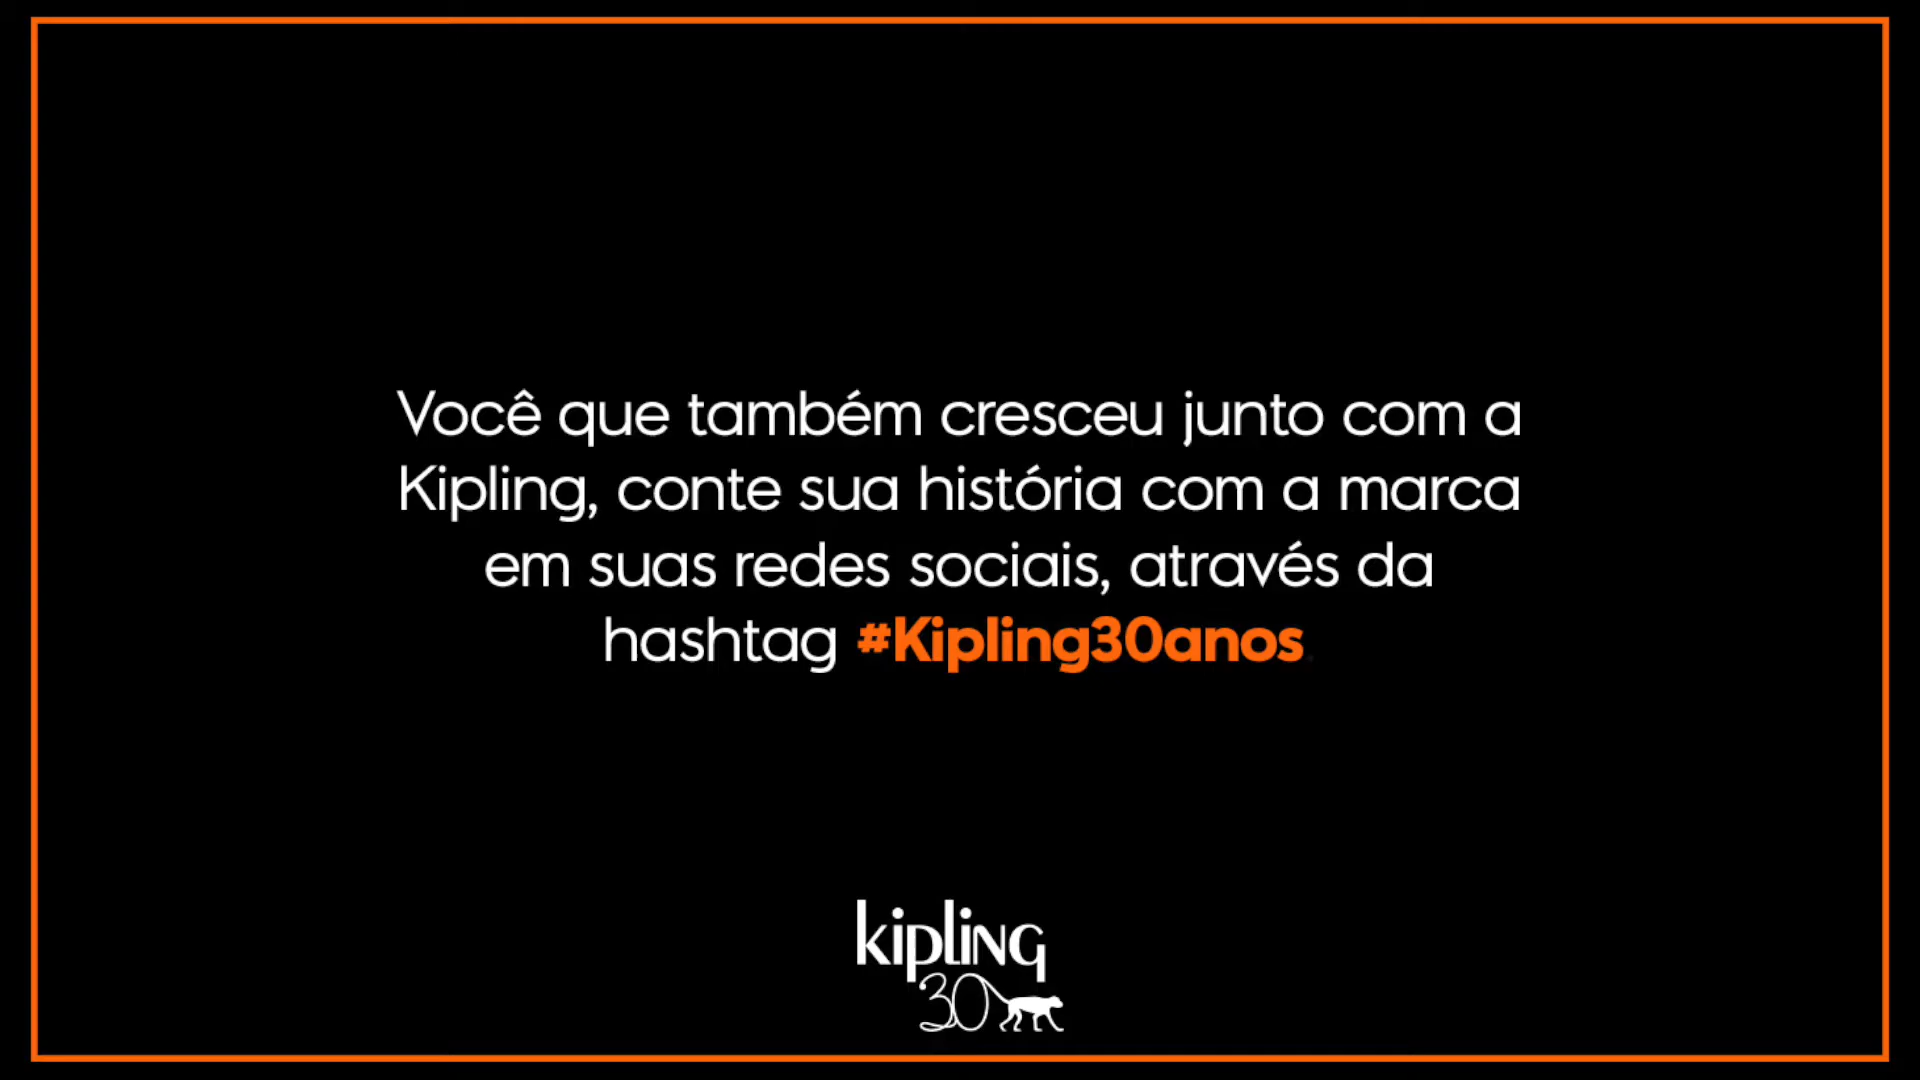 Você que também cresceu junto com a
Kipling, conte sua história com a marca
em suas redes sociais, através da
hashtag #Kipling30anos
kipling
30